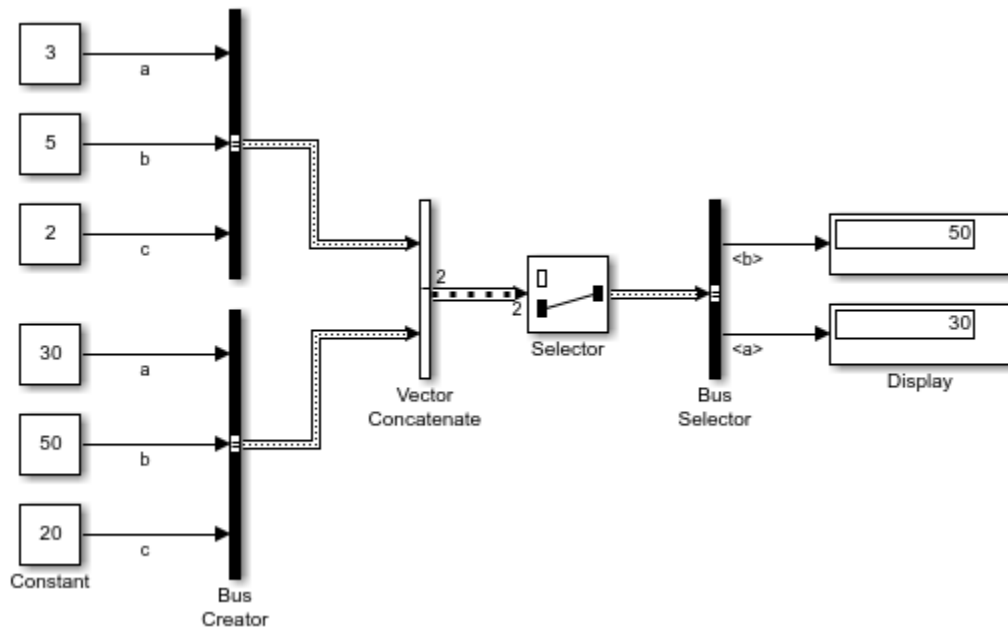 3
a
5
b
2
c
30
a
50
b
20
c
Constant
Bus
Creator
2
2
Vector
Concatenate
Selector
Bus
Selector
<b>
<a>
50
30
Display